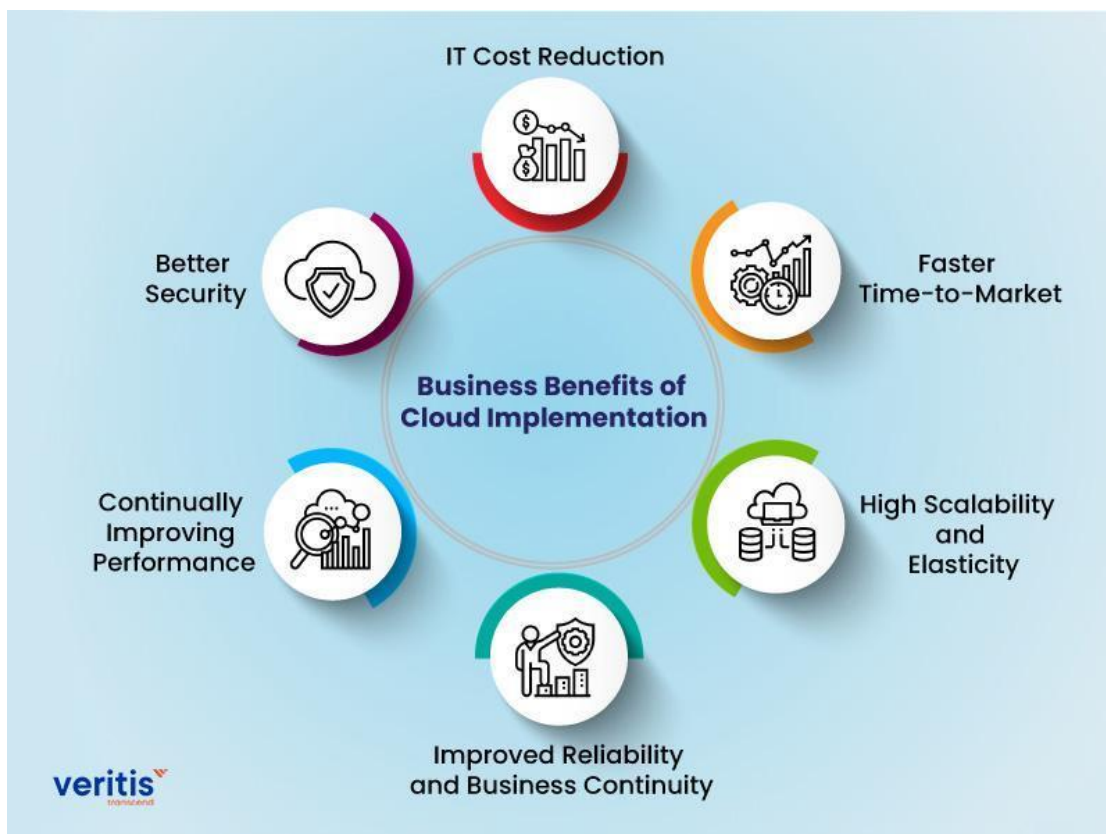 IT Cost Reduction
Faster
Time-to-Market
High Scalability
and
Elasticity
Improved Reliability
and Business Continuity
Continually
Improving
Performance
Better
Security
Business Benefits of
Cloud Implementation
veritis
transcend